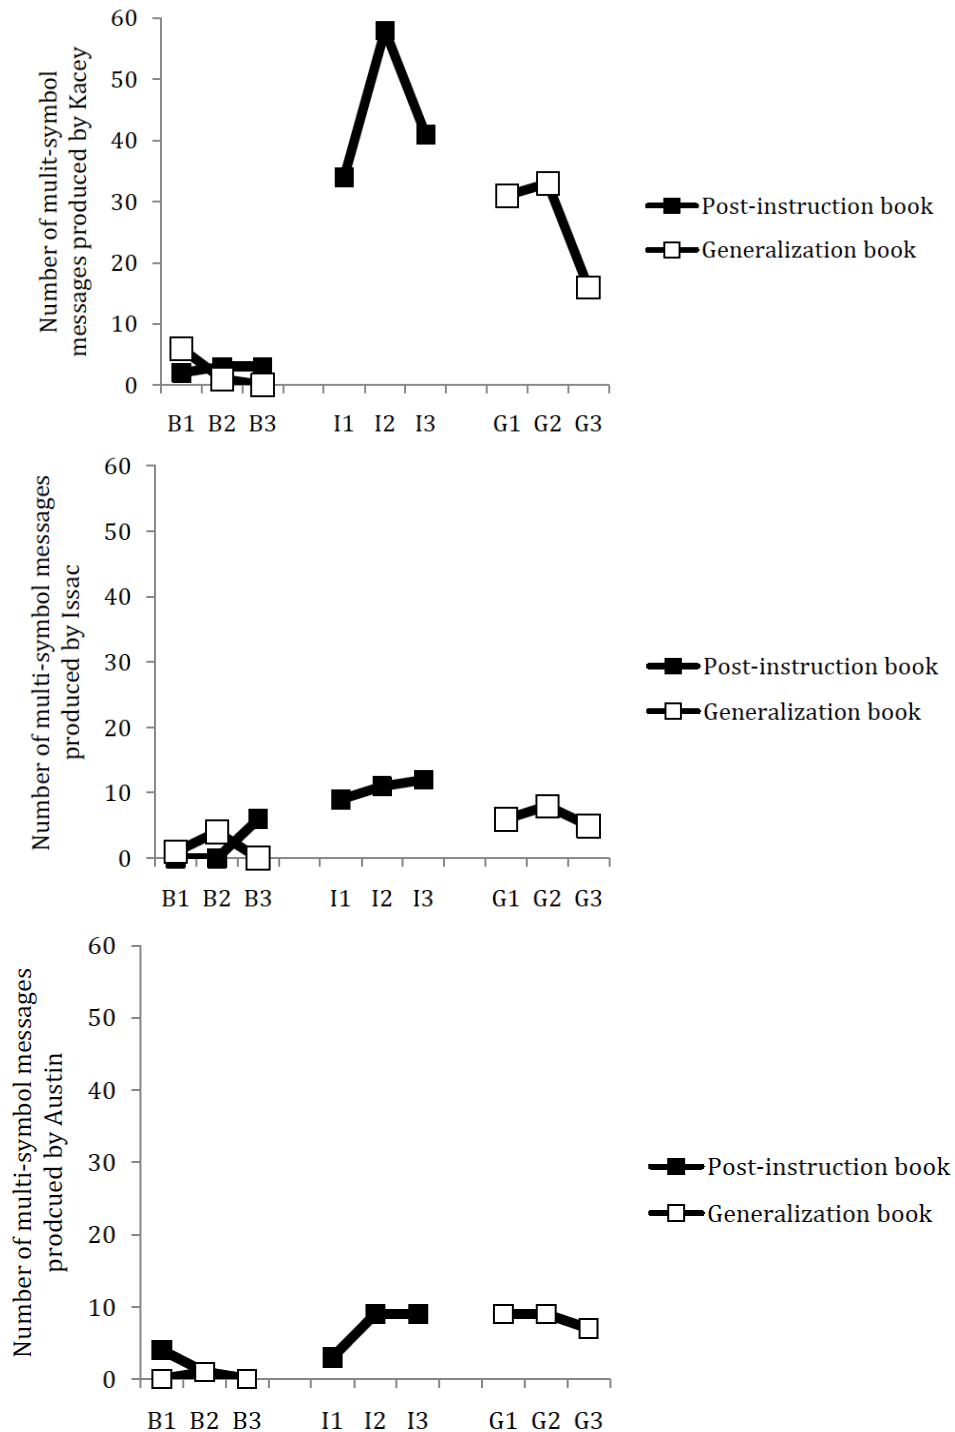 Number of mulit-symbol
messages produced by Kacey
60
50
40
30
20
10
0
B1 B2 B3 I1 I2 I3 G1 G2 G3
Post-instruction book
Generalization book
Number of multi-symbol messages
produced by Issac
60
50
40
30
20
10
0
B1 B2 B3 I1 I2 I3 G1 G2 G3
Post-instruction book
Generalization book
Number of multi-symbol messages
prodcued by Austin
60
50
40
30
20
10
0
B1 B2 B3 I1 I2 I3 G1 G2 G3
Post-instruction book
Generalization book